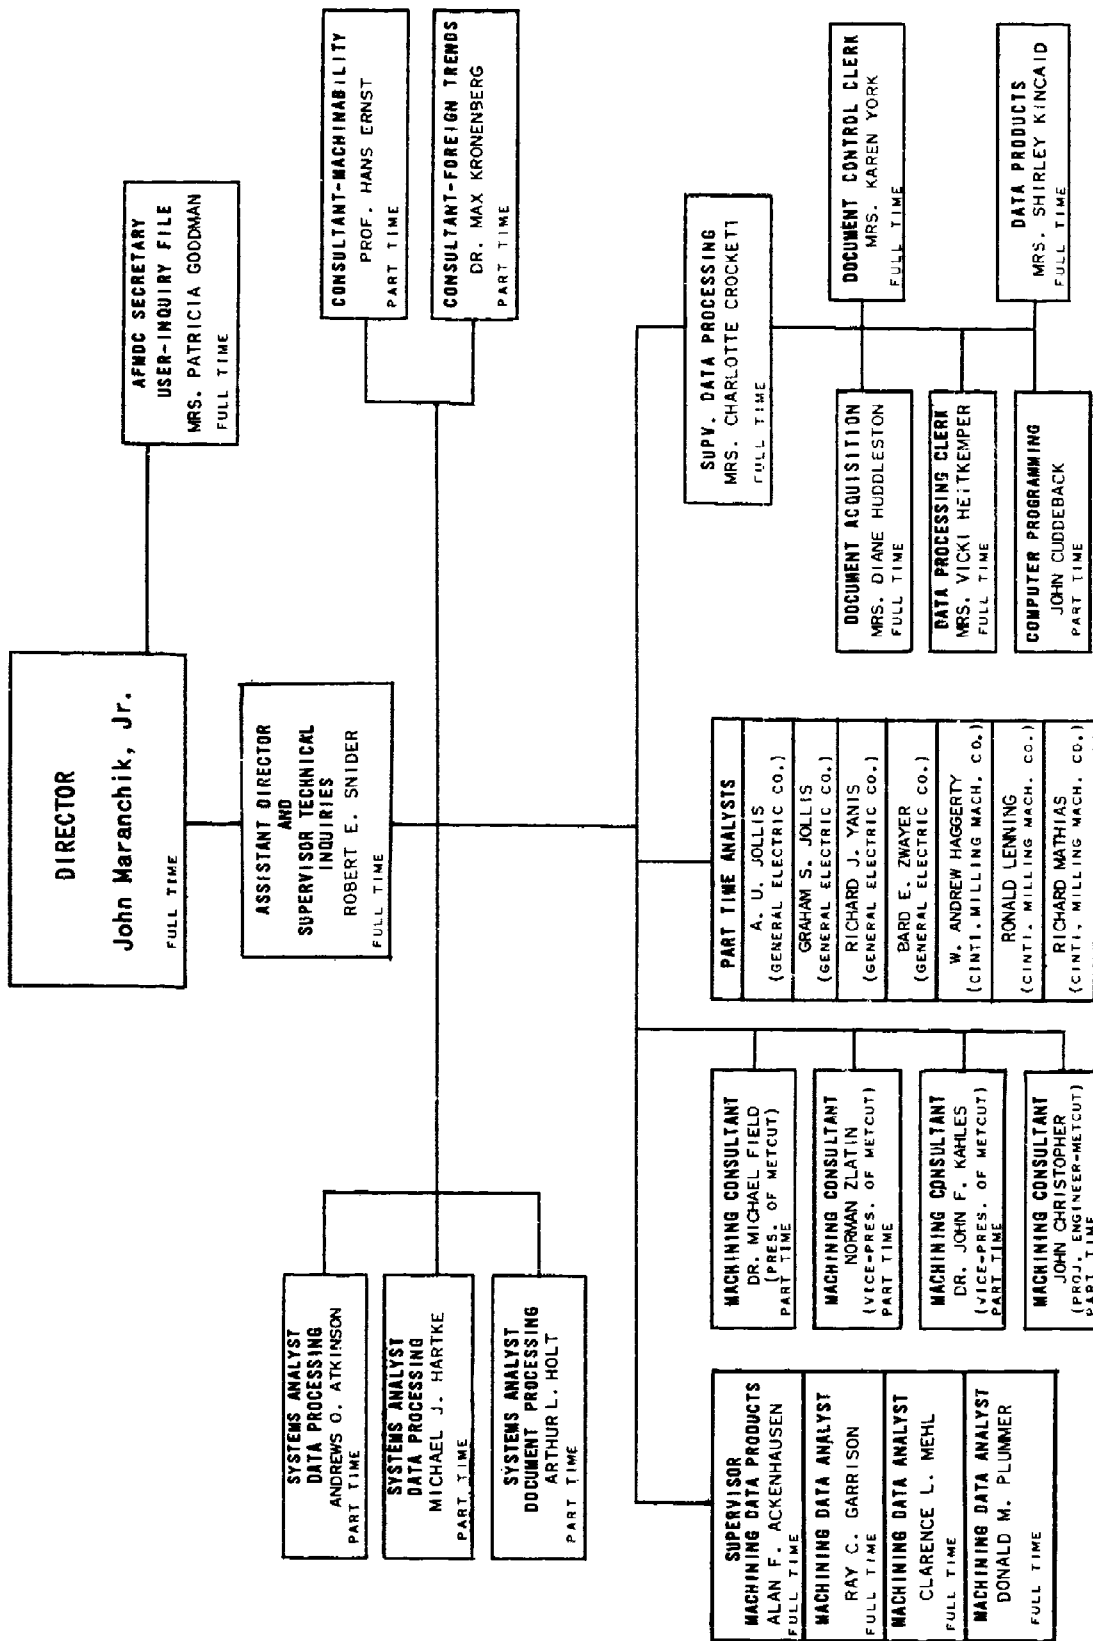 DIRECTOR
John Maranchik, Jr.
FULL TIME
AFMDC SECRETARY
USER-INQUIRY FILE
MRS. PATRICIA GOODMAN
FULL TIME
ASSISTANT DIRECTOR
AND
SUPERVISOR TECHNICAL
INQUIRIES
ROBERT E. SNIDER
FULL TIME
SYSTEMS ANALYST
DATA PROCESSING
ANDREWS O. ATKINSON
PART TIME
SYSTEMS ANALYST
DATA PROCESSING
MICHAEL J. HARTKE
PART TIME
SYSTEMS ANALYST
DOCUMENT PROCESSING
ARTHUR L. HOLT
PART TIME
CONSULTANT-MACHINABILITY
PROF. HANS ERNST
PART TIME
CONSULTANT-FOREIGN TRENDS
DR. MAX KRONENBERG
PART TIME
SUPERVISOR
MACHINING DATA PRODUCTS
ALAN F. ACKENHAUSEN
FULL TIME
MACHINING DATA ANALYST
RAY C. GARRISON
FULL TIME
MACHINING DATA ANALYST
CLARENCE L. MEHL
FULL TIME
MACHINING DATA ANALYST
DONALD M. PLUMMER
FULL TIME
MACHINING CONSULTANT
DR. MICHAEL FIELD
(PRES. OF METCUT)
PART TIME
MACHINING CONSULTANT
NORMAN ZLATIN
(VICE-PRES. OF METCUT)
PART TIME
MACHINING CONSULTANT
DR. JOHN F. KAHLES
(VICE-PRES. OF METCUT)
PART TIME
MACHINING CONSULTANT
JOHN CHRISTOPHER
(PROJ. ENGINEER-METCUT)
PART TIME
PART TIME ANALYSTS
A. U. JOLLIS
(GENERAL ELECTRIC CO.)
GRAHAM S. JOLLIS
(GENERAL ELECTRIC CO.)
RICHARD J. YANIS
(GENERAL ELECTRIC CO.)
BARD E. ZWAYER
(GENERAL ELECTRIC CO.)
W. ANDREW HAGGERTY
(CINTI. MILLING MACH. CO.)
RONALD LENNING
(CINTI. MILLING MACH. CO.)
RICHARD MATHIAS
(CINTI. MILLING MACH. CO.)
SUPV. DATA PROCESSING
MRS. CHARLOTTE CROCKETT
FULL TIME
DOCUMENT ACQUISITION
MRS. DIANE HUDDLESTON
FULL TIME
DOCUMENT CONTROL CLERK
MRS. KAREN YORK
FULL TIME
DATA PROCESSING CLERK
MRS. VICKI HEITKEMPER
FULL TIME
COMPUTER PROGRAMMING
JOHN CUDDEBACK
PART TIME
DATA PRODUCTS
MRS. SHIRLEY KINCAID
FULL TIME